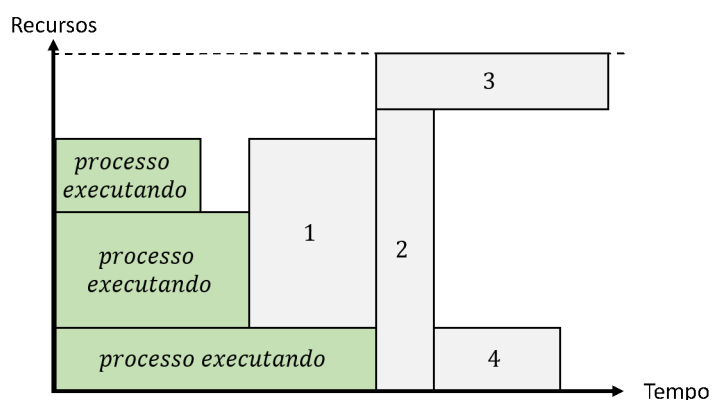 Recursos
3
processo
executando
1
processo
executando
2
processo executando
4
Tempo